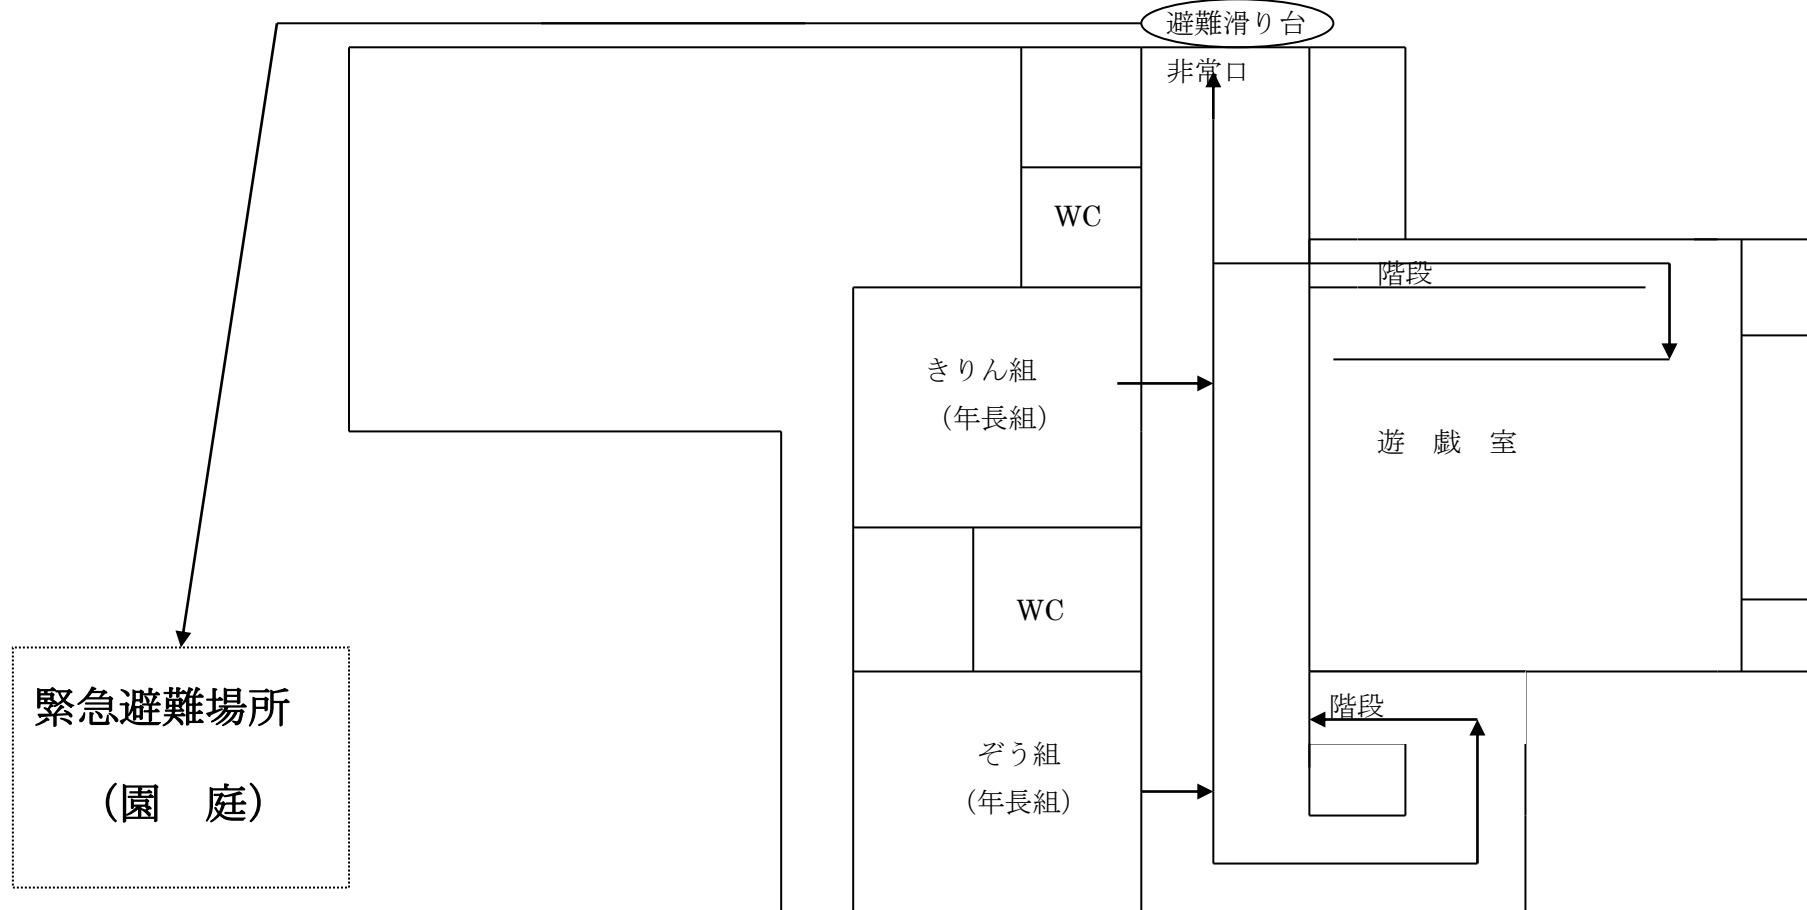 避難滑り台
非常口
WC
階段
きりん組
（年長組）
遊　戯　室
WC
緊急避難場所
（園　庭）
階段
ぞう組
（年長組）